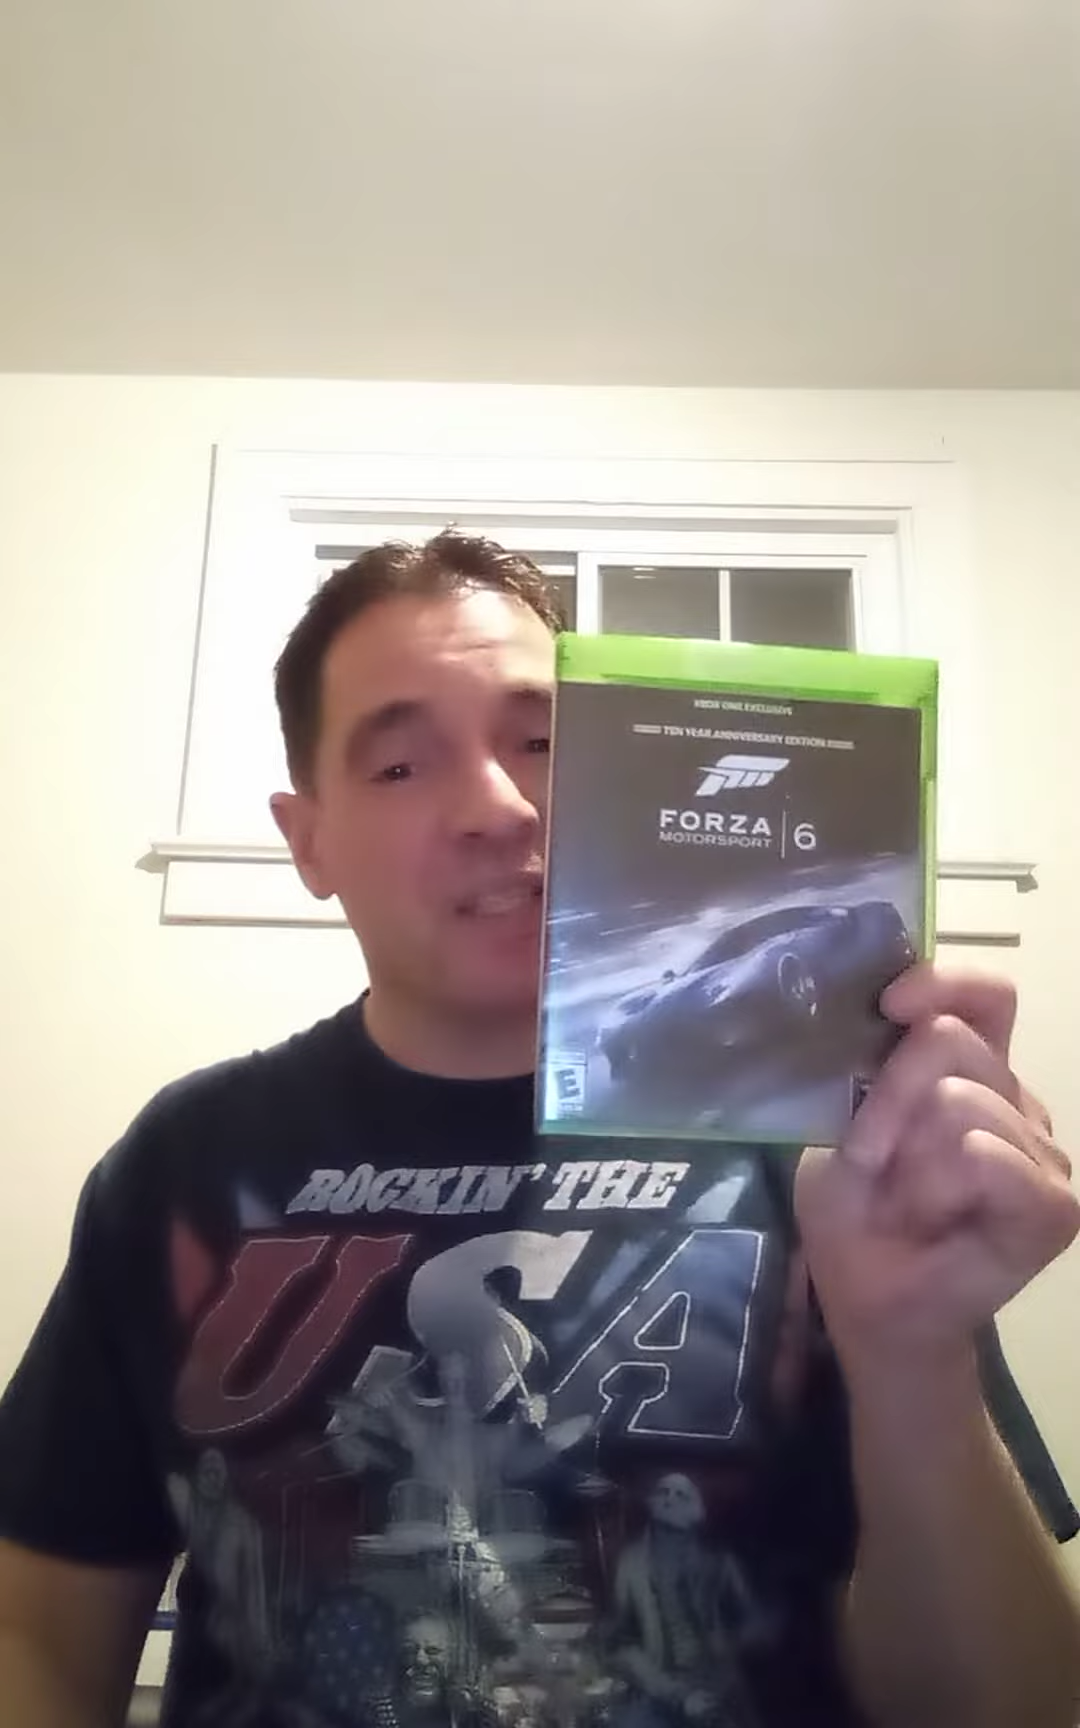 XBOX ONE EXCLUSIVE
TEN YEAR ANNIVERSARY EDITION
FORZA
MOTORSPORT
6
E
ROCKIN' THE
USA